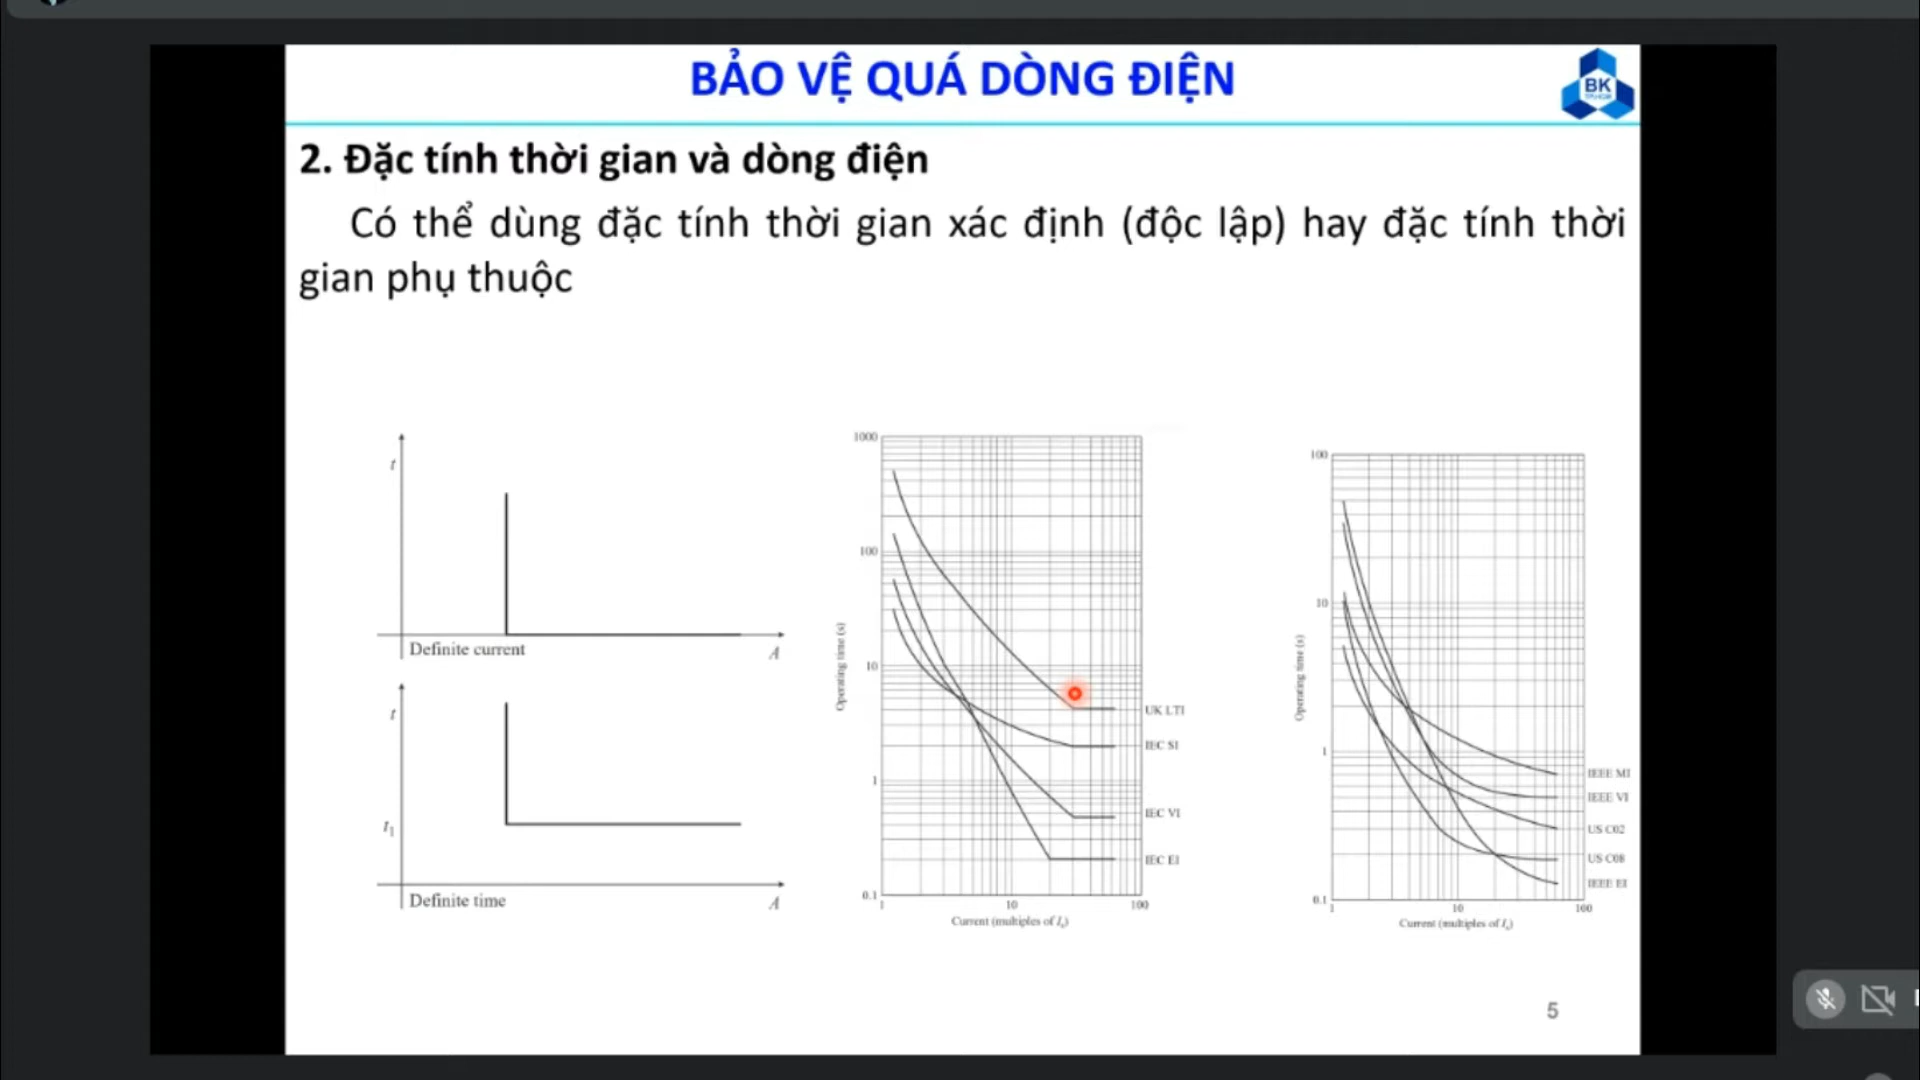 BẢO VỆ QUÁ DÒNG ĐIỆN
BK
2. Đặc tính thời gian và dòng điện
Có thể dùng đặc tính thời gian xác định (độc lập) hay đặc tính thời
gian phụ thuộc
t
Definite current
A
t
t1
Definite time
A
1000
100
10
1
0.1
Operating time (s)
1
10
100
Current (multiples of Is)
UK LTI
IEC SI
IEC VI
IEC EI
100
10
1
0.1
Operating time (s)
1
10
100
Current (multiples of Is)
IEEE MI
IEEE VI
US C02
US C08
IEEE EI
5